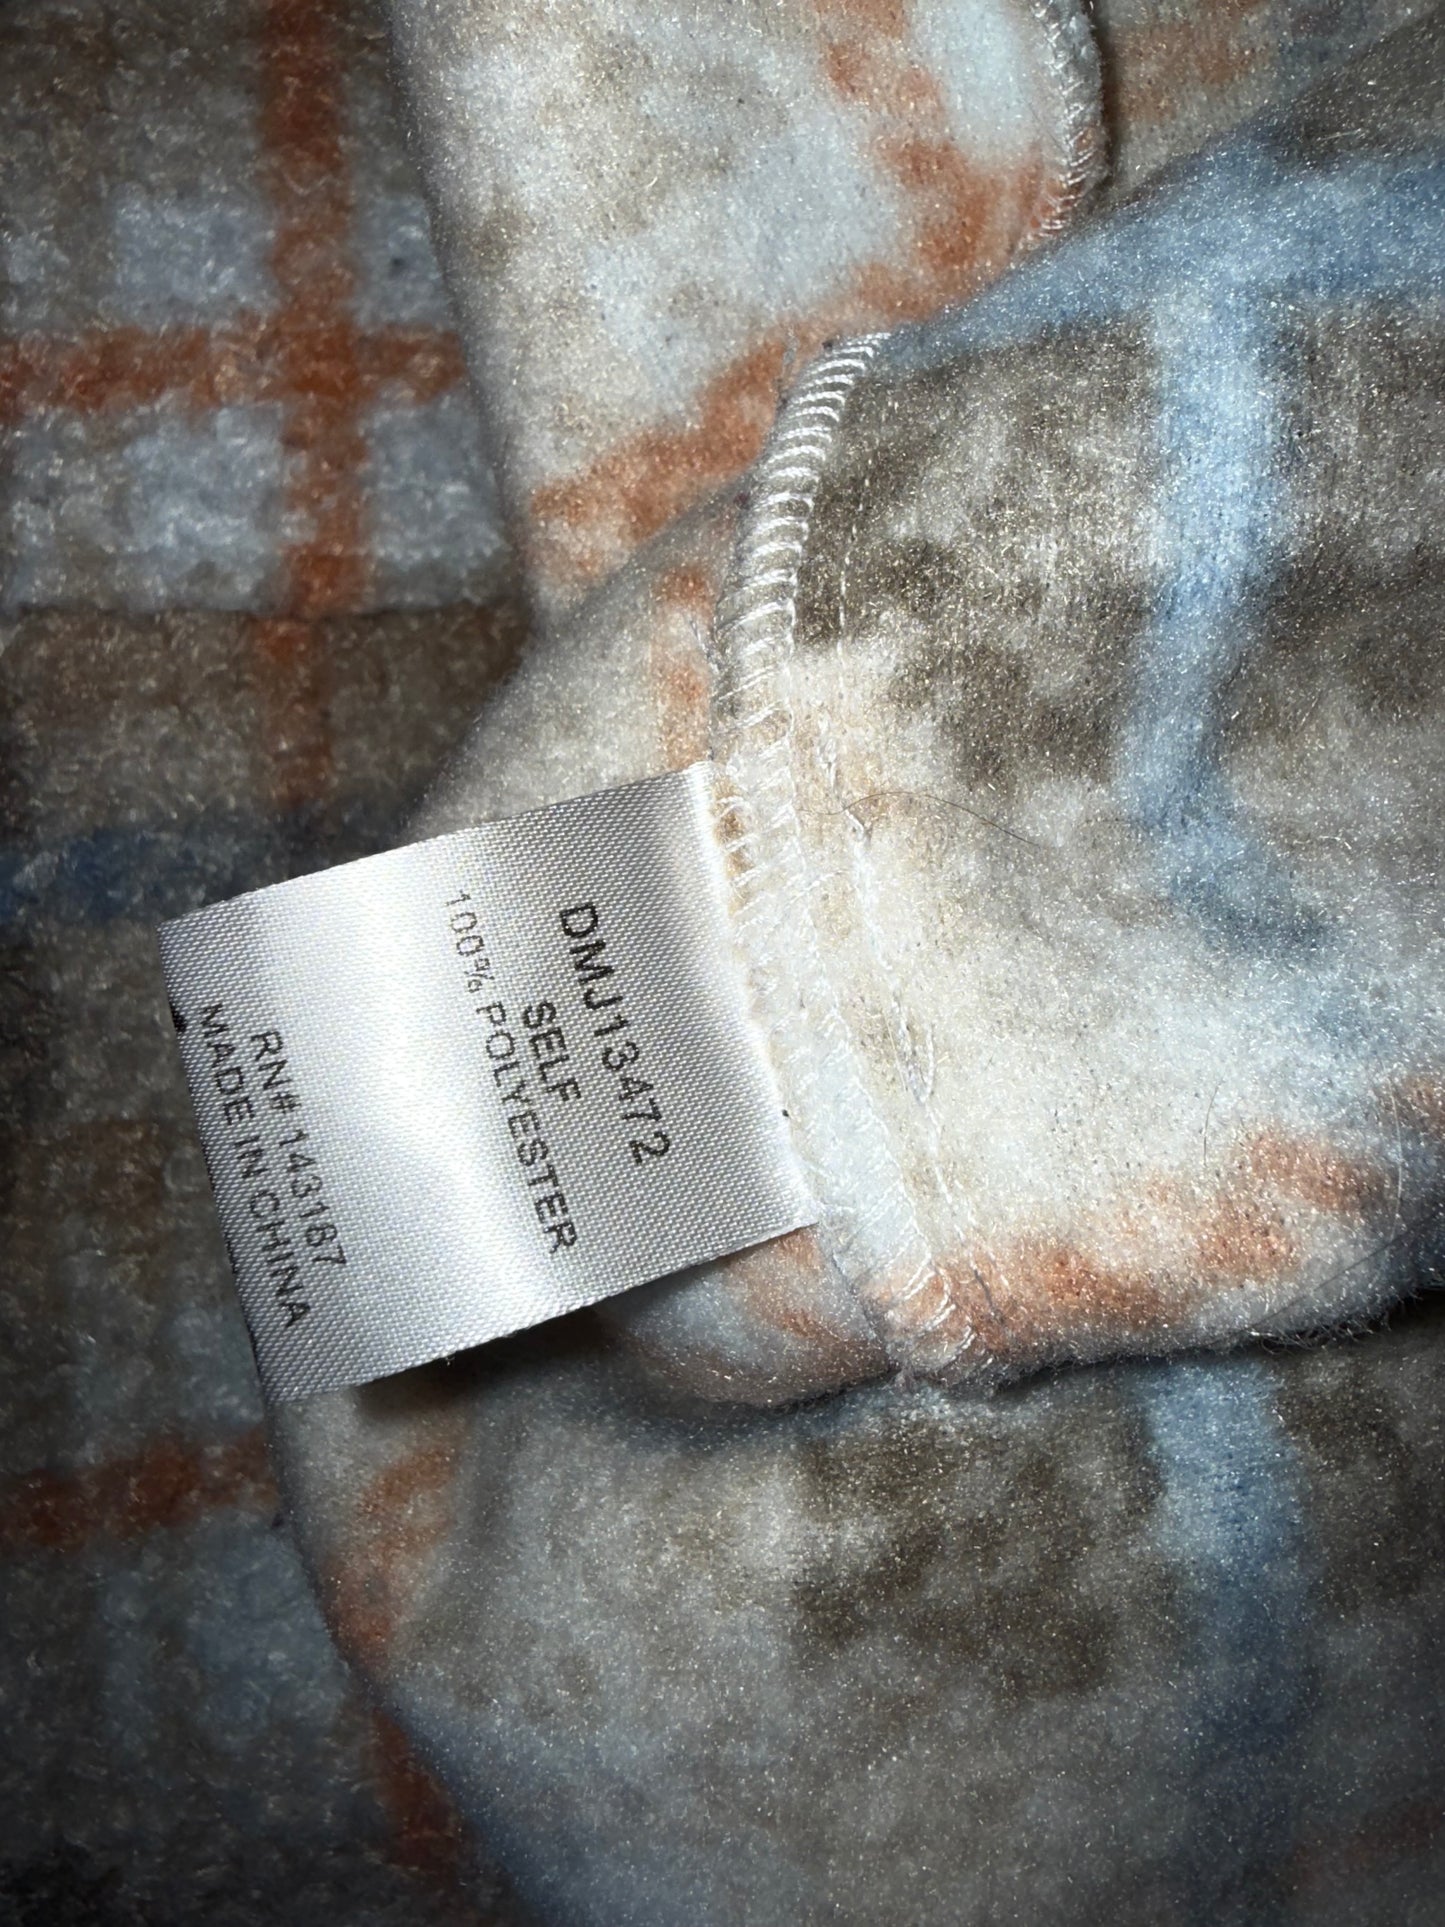 DMJ13472
SELF
100% POLYESTER
RN# 143187
MADE IN CHINA